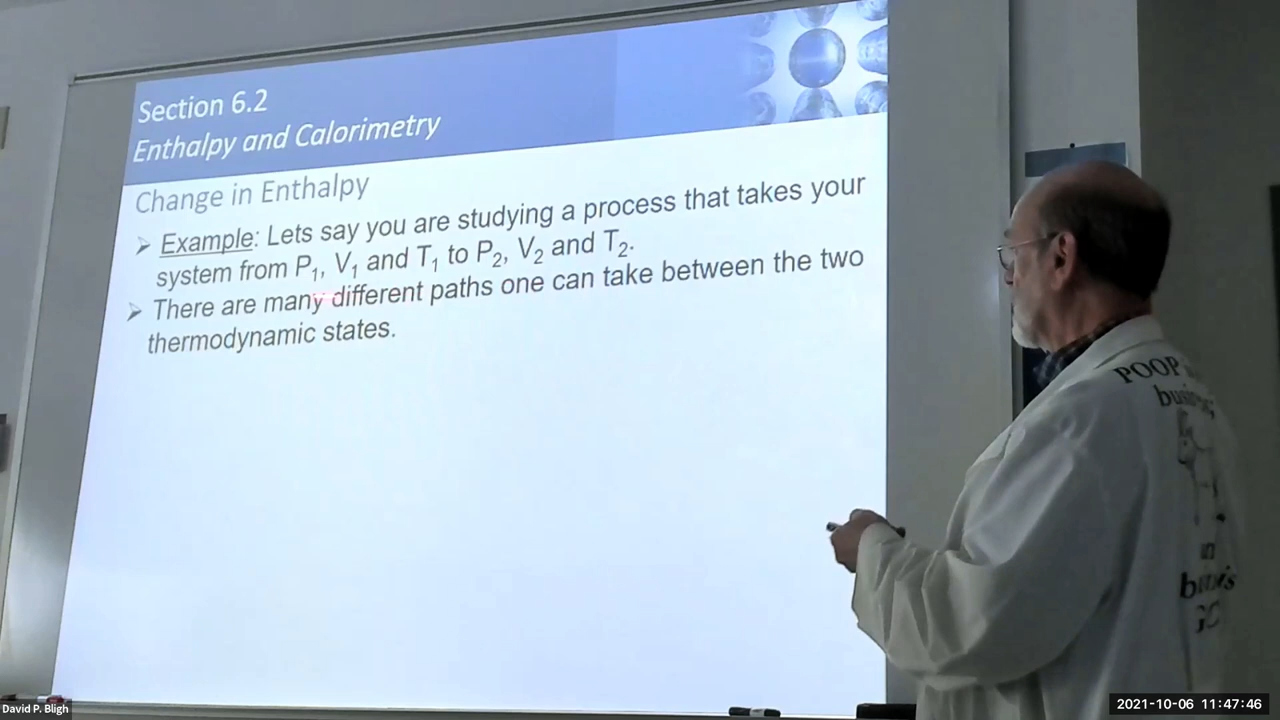 Section 6.2
Enthalpy and Calorimetry
Change in Enthalpy
➢ Example: Lets say you are studying a process that takes your
system from P₁, V₁ and T₁ to P₂, V₂ and T₂.
➢ There are many different paths one can take between the two
thermodynamic states.
POOP
David P. Bligh
2021-10-06 11:47:46